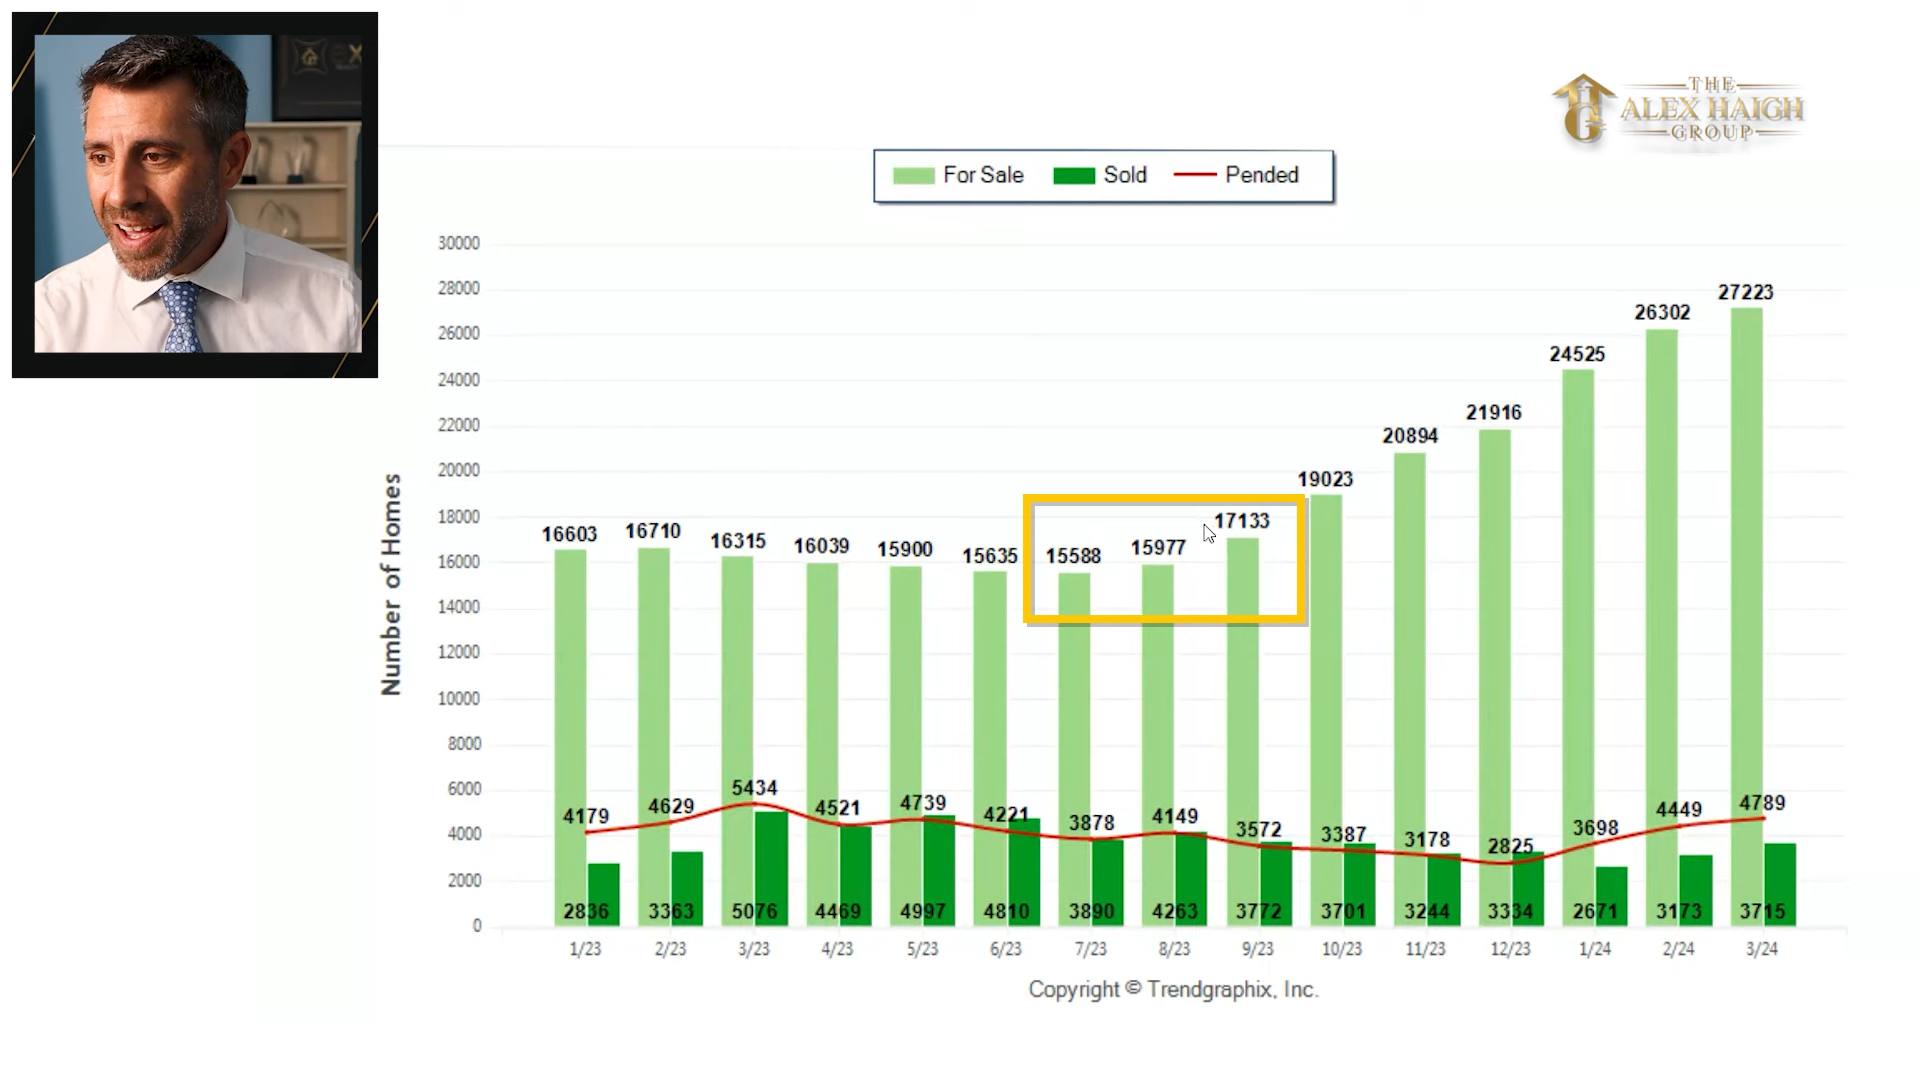 THE
ALEX HAIGH
GROUP
For Sale Sold Pended
30000
28000
26000
24000
22000
20000
18000
16000
14000
12000
10000
8000
6000
4000
2000
0
Number of Homes
16603 16710 16315 16039 15900 15635 15588 15977 17133 19023 20894 21916 24525 26302 27223
4179 4629 5434 4521 4739 4221 3878 4149 3572 3387 3178 2825 3698 4449 4789
2836 3363 5076 4469 4997 4810 3890 4263 3772 3701 3244 3334 2671 3173 3715
1/23 2/23 3/23 4/23 5/23 6/23 7/23 8/23 9/23 10/23 11/23 12/23 1/24 2/24 3/24
Copyright © Trendgraphix, Inc.